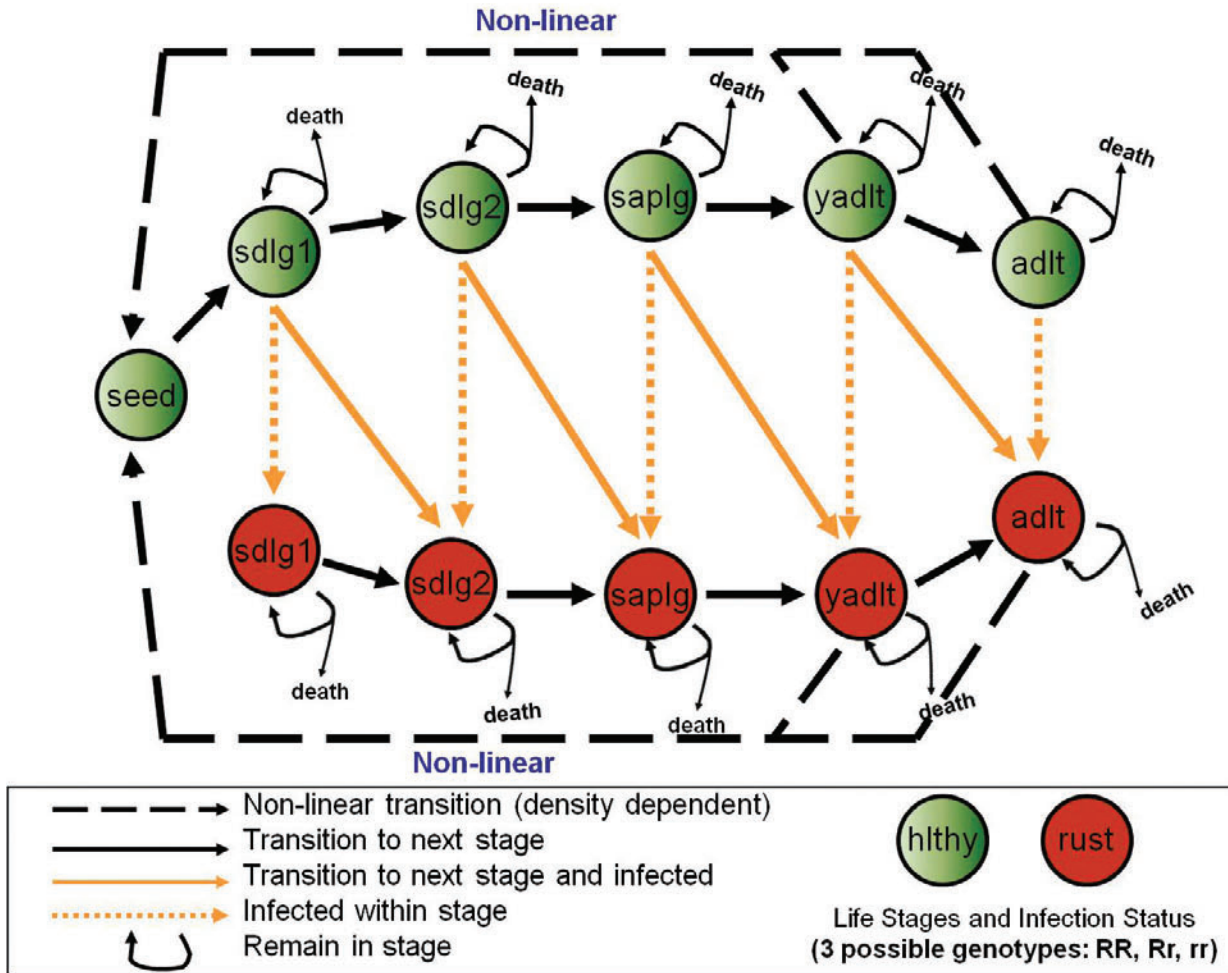 Non-linear
death
death
death
death
death
sdlg1
sdlg2
saplg
yadlt
adlt
seed
sdlg1
sdlg2
saplg
yadlt
adlt
death
death
death
death
death
Non-linear
Non-linear transition (density dependent)
Transition to next stage
Transition to next stage and infected
Infected within stage
Remain in stage
hlthy
rust
Life Stages and Infection Status
(3 possible genotypes: RR, Rr, rr)